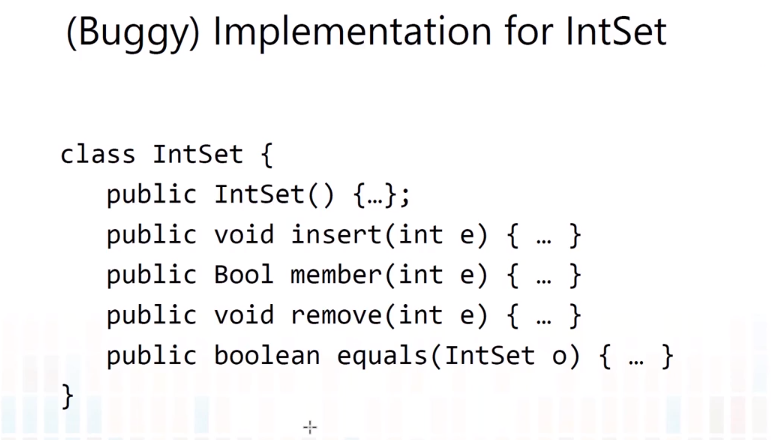 (Buggy) Implementation for IntSet
class IntSet {
public IntSet() {…};
public void insert(int e) { … }
public Bool member(int e) { … }
public void remove(int e) { … }
public boolean equals(IntSet o) { … }
}